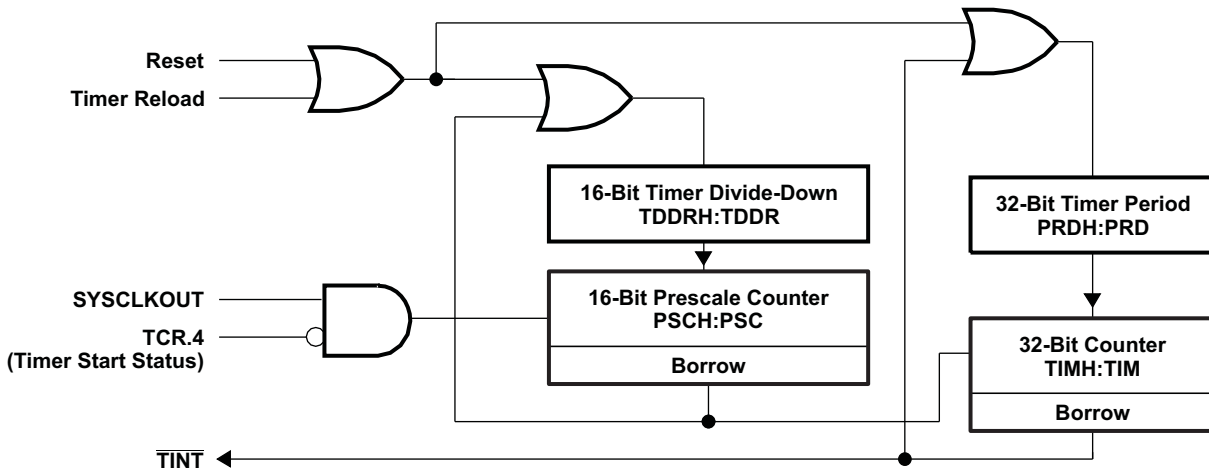 Reset
Timer Reload
16-Bit Timer Divide-Down
TDDRH:TDDR
32-Bit Timer Period
PRDH:PRD
SYSCLKOUT
TCR.4
(Timer Start Status)
16-Bit Prescale Counter
PSCH:PSC
Borrow
32-Bit Counter
TIMH:TIM
Borrow
TINT